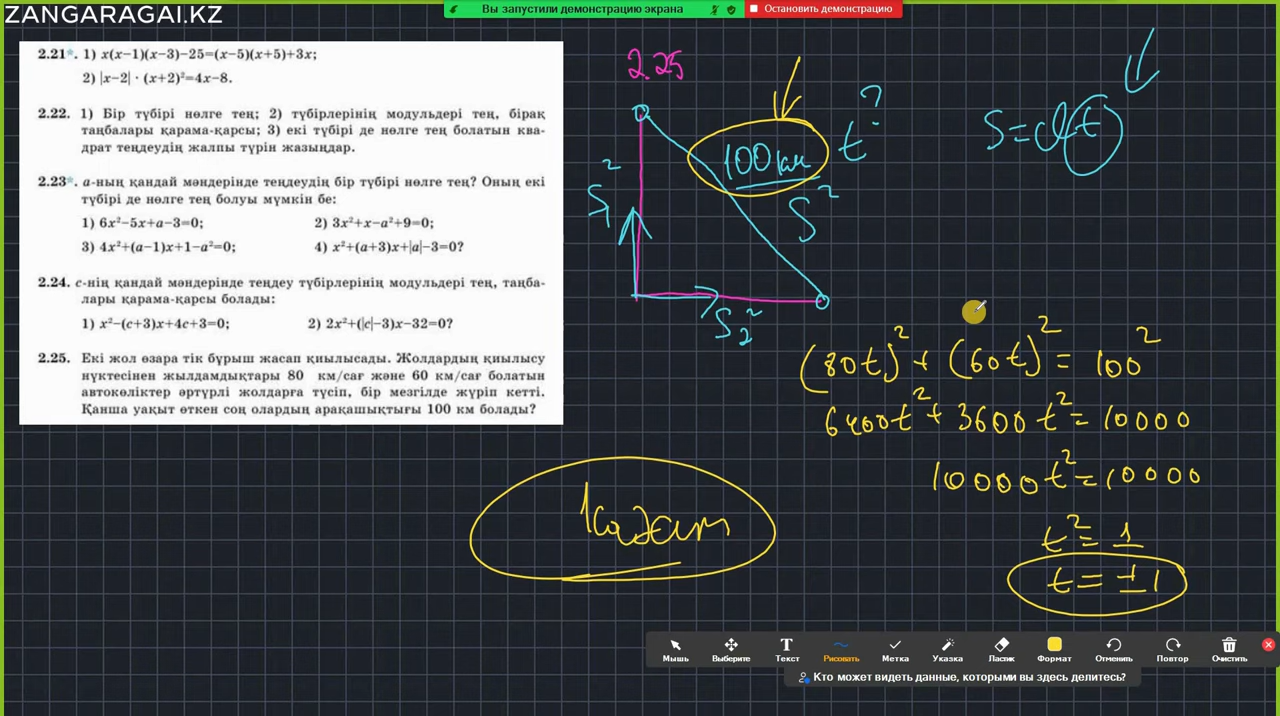 ZANGARAGAI.KZ
Вы запустили демонстрацию экрана
Остановить демонстрацию
2.21*. 1) x(x−1)(x−3)−25=(x−5)(x+5)+3x;
2) |x−2| · (x+2)²=4x−8.
2.22. 1) Бір түбірі нөлге тең; 2) түбірлерінің модульдері тең, бірақ
таңбалары қарама-қарсы; 3) екі түбірі де нөлге тең болатын ква-
драт теңдеудің жалпы түрін жазыңдар.
2.23*. a-ның қандай мәндерінде теңдеудің бір түбірі нөлге тең? Оның екі
түбірі де нөлге тең болуы мүмкін бе:
1) 6x²−5x+a−3=0; 2) 3x²+x−a²+9=0;
3) 4x²+(a−1)x+1−a²=0; 4) x²+(a+3)x+|a|−3=0?
2.24. c-нің қандай мәндерінде теңдеу түбірлерінің модульдері тең, таңба-
лары қарама-қарсы болады:
1) x²−(c+3)x+4c+3=0; 2) 2x²+(|c|−3)x−32=0?
2.25. Екі жол өзара тік бұрыш жасап қиылысады. Жолдардың қиылысу
нүктесінен жылдамдықтары 80 км/сағ және 60 км/сағ болатын
автокөліктер әртүрлі жолдарға түсіп, бір мезгілде жүріп кетті.
Қанша уақыт өткен соң олардың арақашықтығы 100 км болады?
2.25
100км
t?
S₁²
S²
S₂²
(80t)²+(60t)²=100²
6400t²+3600t²=10000
10000t²=10000
t²=1
t=±1
Мышь
Выберите
Текст
Рисовать
Метка
Указка
Ластик
Формат
Отменить
Повтор
Очистить
Кто может видеть данные, которыми вы здесь делитесь?